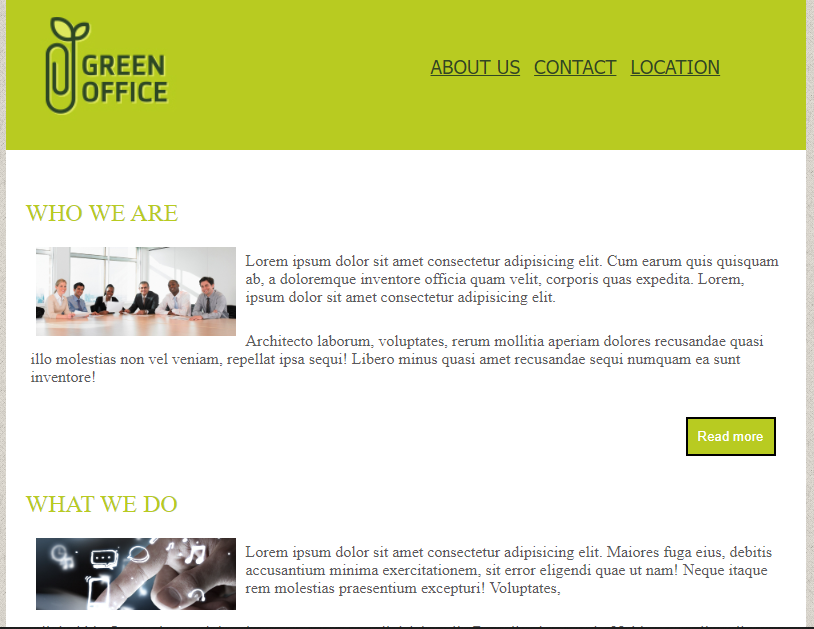 GREEN
OFFICE
ABOUT US CONTACT LOCATION
WHO WE ARE
Lorem ipsum dolor sit amet consectetur adipisicing elit. Cum earum quis quisquam
ab, a doloremque inventore officia quam velit, corporis quas expedita. Lorem,
ipsum dolor sit amet consectetur adipisicing elit.
Architecto laborum, voluptates, rerum mollitia aperiam dolores recusandae quasi
illo molestias non vel veniam, repellat ipsa sequi! Libero minus quasi amet recusandae sequi numquam ea sunt
inventore!
Read more
WHAT WE DO
Lorem ipsum dolor sit amet consectetur adipisicing elit. Maiores fuga eius, debitis
accusantium minima exercitationem, sit error eligendi quae ut nam! Neque itaque
rem molestias praesentium excepturi! Voluptates,